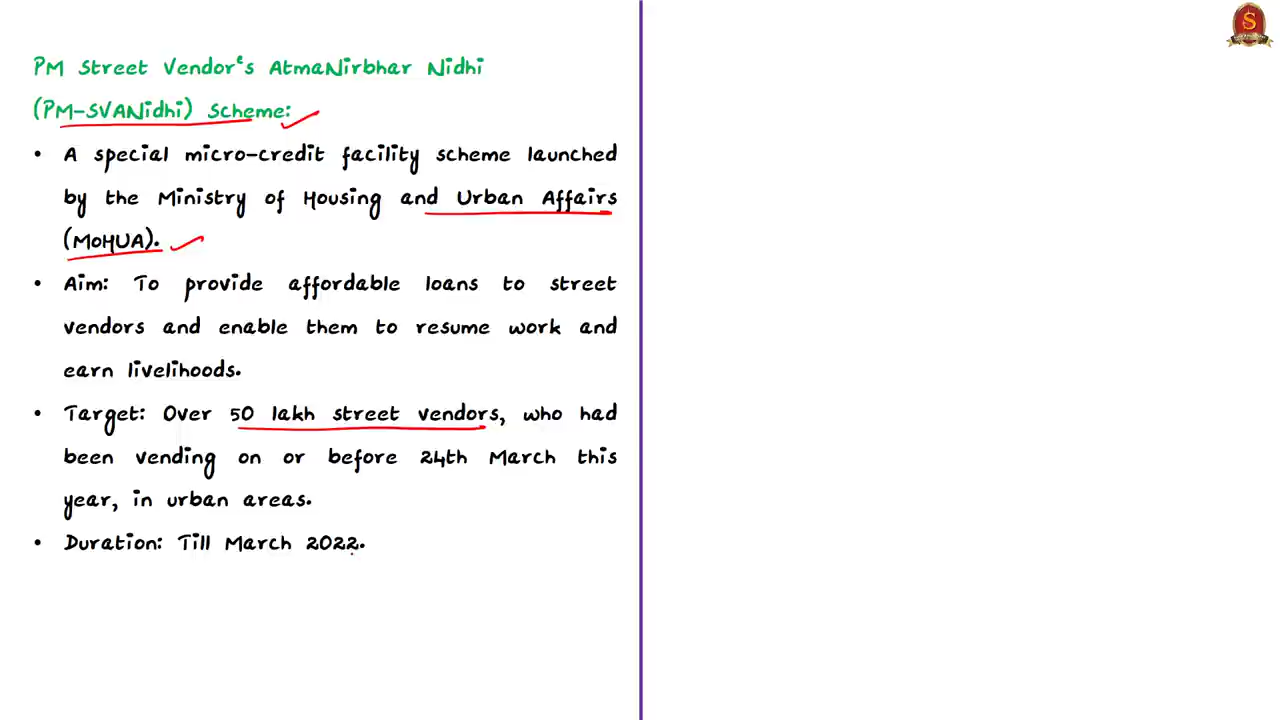 PM Street Vendor's AtmaNirbhar Nidhi
(PM-SVANidhi) Scheme:
• A special micro-credit facility scheme launched
by the Ministry of Housing and Urban Affairs
(MoHUA).
• Aim: To provide affordable loans to street
vendors and enable them to resume work and
earn livelihoods.
• Target: Over 50 lakh street vendors, who had
been vending on or before 24th March this
year, in urban areas.
• Duration: Till March 2022.
S